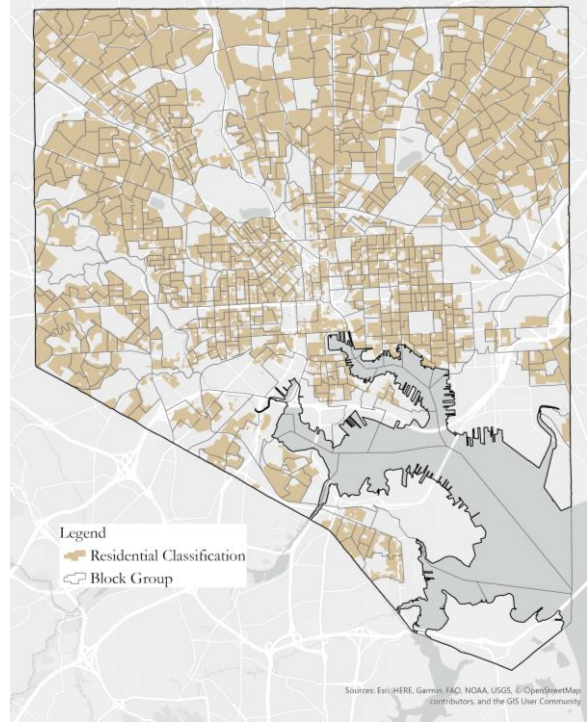 Legend
Residential Classification
Block Group
Sources: Esri, HERE, Garmin, FAO, NOAA, USGS, © OpenStreetMap
contributors, and the GIS User Community